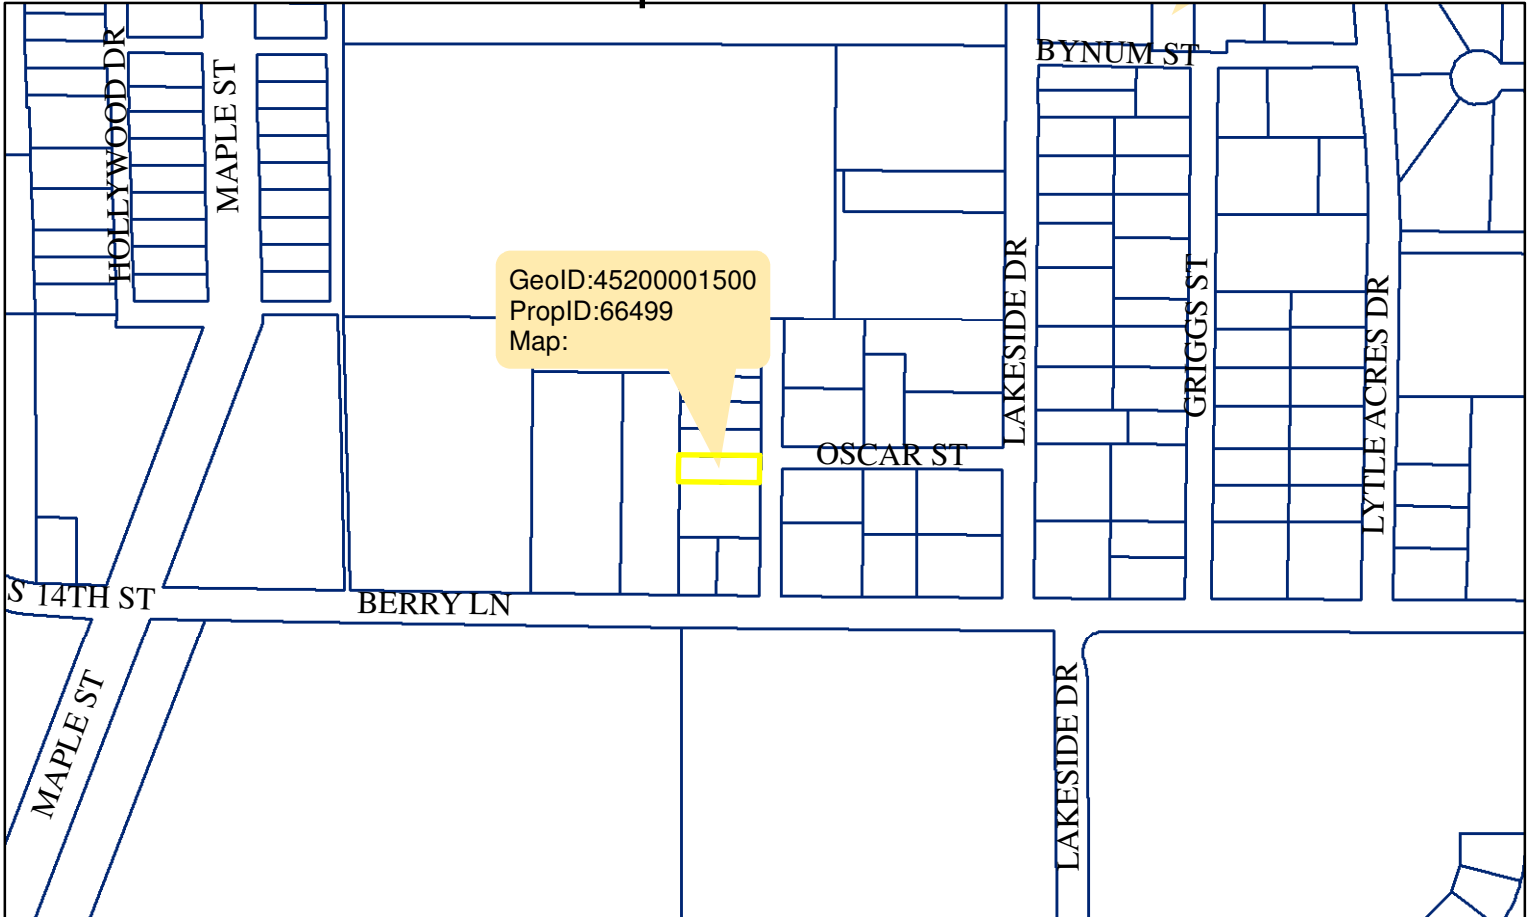 HOLLYWOOD DR
MAPLE ST
BYNUM ST
GeoID:45200001500
PropID:66499
Map:
LAKESIDE DR
GRIGGS ST
LYTLE ACRES DR
OSCAR ST
S 14TH ST
BERRY LN
MAPLE ST
LAKESIDE DR